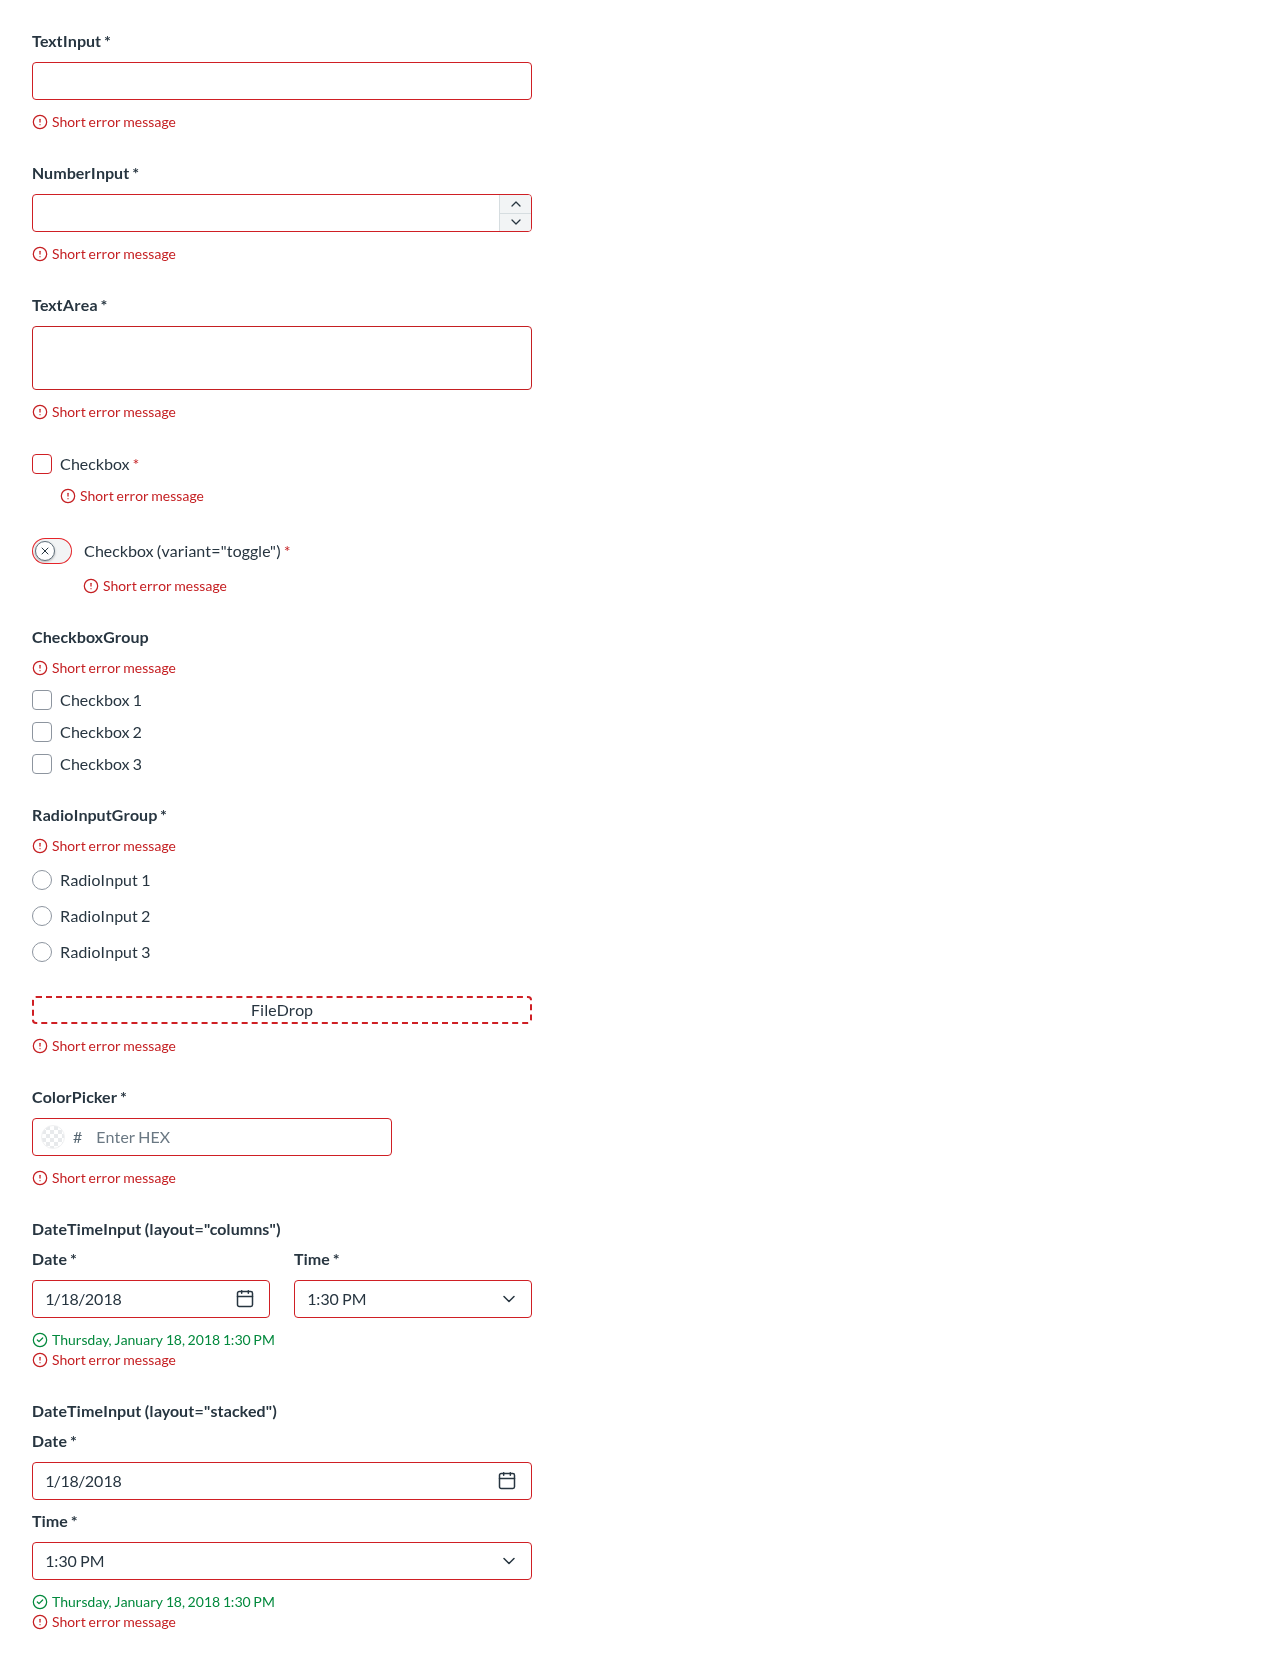 TextInput *
Short error message
NumberInput *
Short error message
TextArea *
Short error message
Checkbox *
Short error message
Checkbox (variant="toggle") *
Short error message
CheckboxGroup
Short error message
Checkbox 1
Checkbox 2
Checkbox 3
RadioInputGroup *
Short error message
RadioInput 1
RadioInput 2
RadioInput 3
FileDrop
Short error message
ColorPicker *
# Enter HEX
Short error message
DateTimeInput (layout="columns")
Date * Time *
1/18/2018 1:30 PM
Thursday, January 18, 2018 1:30 PM
Short error message
DateTimeInput (layout="stacked")
Date *
1/18/2018
Time *
1:30 PM
Thursday, January 18, 2018 1:30 PM
Short error message